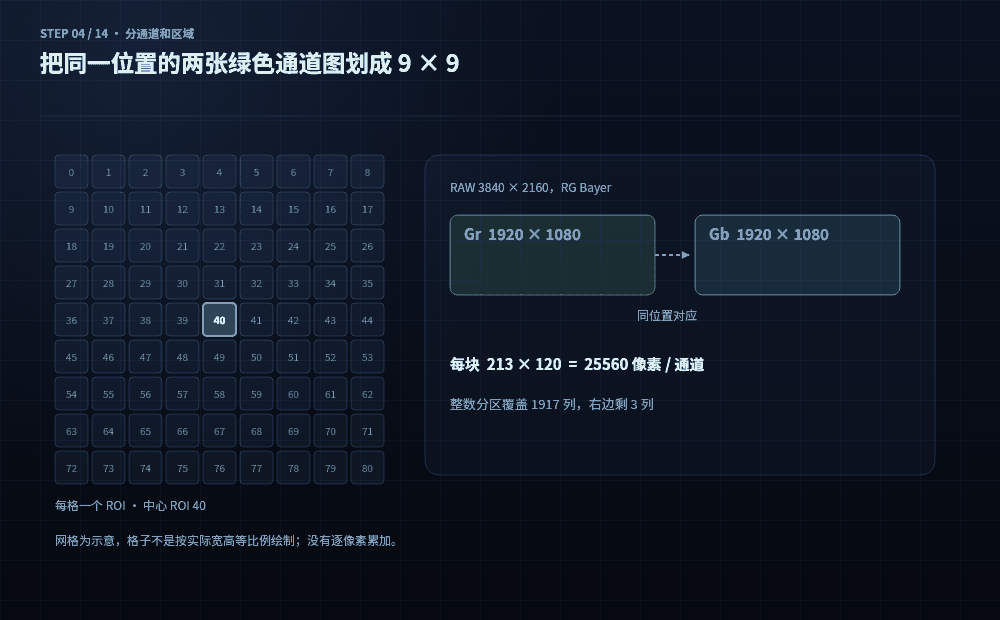 STEP 04 / 14 · 分通道和区域
把同一位置的两张绿色通道图划成 9 × 9
0 1 2 3 4 5 6 7 8
9 10 11 12 13 14 15 16 17
18 19 20 21 22 23 24 25 26
27 28 29 30 31 32 33 34 35
36 37 38 39 40 41 42 43 44
45 46 47 48 49 50 51 52 53
54 55 56 57 58 59 60 61 62
63 64 65 66 67 68 69 70 71
72 73 74 75 76 77 78 79 80
每格一个 ROI · 中心 ROI 40
网格为示意，格子不是按实际宽高等比例绘制；没有逐像素累加。
RAW 3840 × 2160，RG Bayer
Gr 1920 × 1080
Gb 1920 × 1080
同位置对应
每块 213 × 120 = 25560 像素 / 通道
整数分区覆盖 1917 列，右边剩 3 列